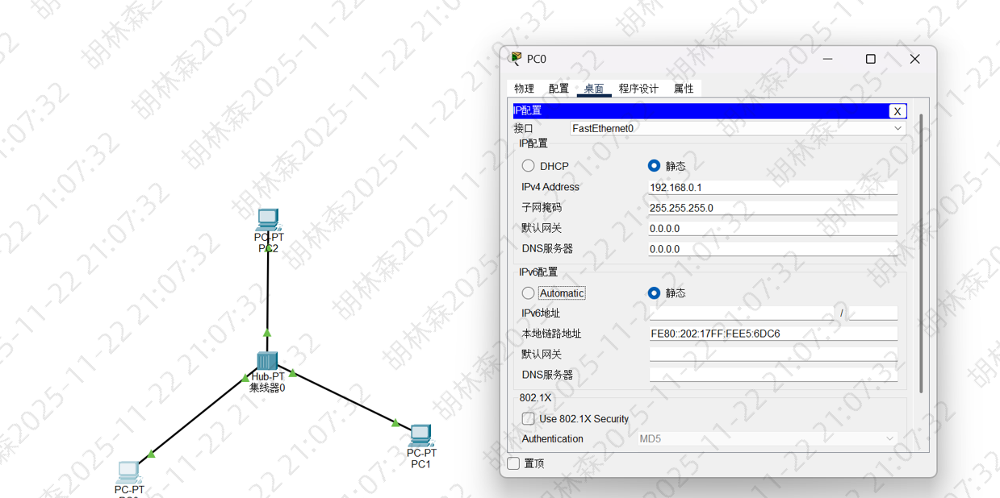 PC0
物理 配置 桌面 程序设计 属性
IP配置 X
接口 FastEthernet0
IP配置
DHCP 静态
IPv4 Address 192.168.0.1
子网掩码 255.255.255.0
默认网关 0.0.0.0
DNS服务器 0.0.0.0
IPv6配置
Automatic 静态
IPv6地址 /
本地链路地址 FE80::202:17FF:FEE5:6DC6
默认网关
DNS服务器
802.1X
Use 802.1X Security
Authentication MD5
置顶
PC-PT
PC2
Hub-PT
集线器0
PC-PT
PC1
PC-PT
胡林森2025-11-22 21:07:32